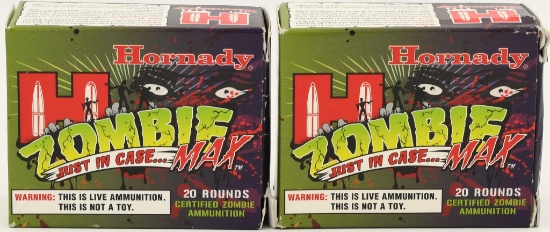 H
Hornady
H
ZOMBIE
JUST IN CASE... MAX™
WARNING: THIS IS LIVE AMMUNITION.
THIS IS NOT A TOY.
20 ROUNDS
CERTIFIED ZOMBIE
AMMUNITION
H
Hornady
H
ZOMBIE
JUST IN CASE... MAX™
WARNING: THIS IS LIVE AMMUNITION.
THIS IS NOT A TOY.
20 ROUNDS
CERTIFIED ZOMBIE
AMMUNITION